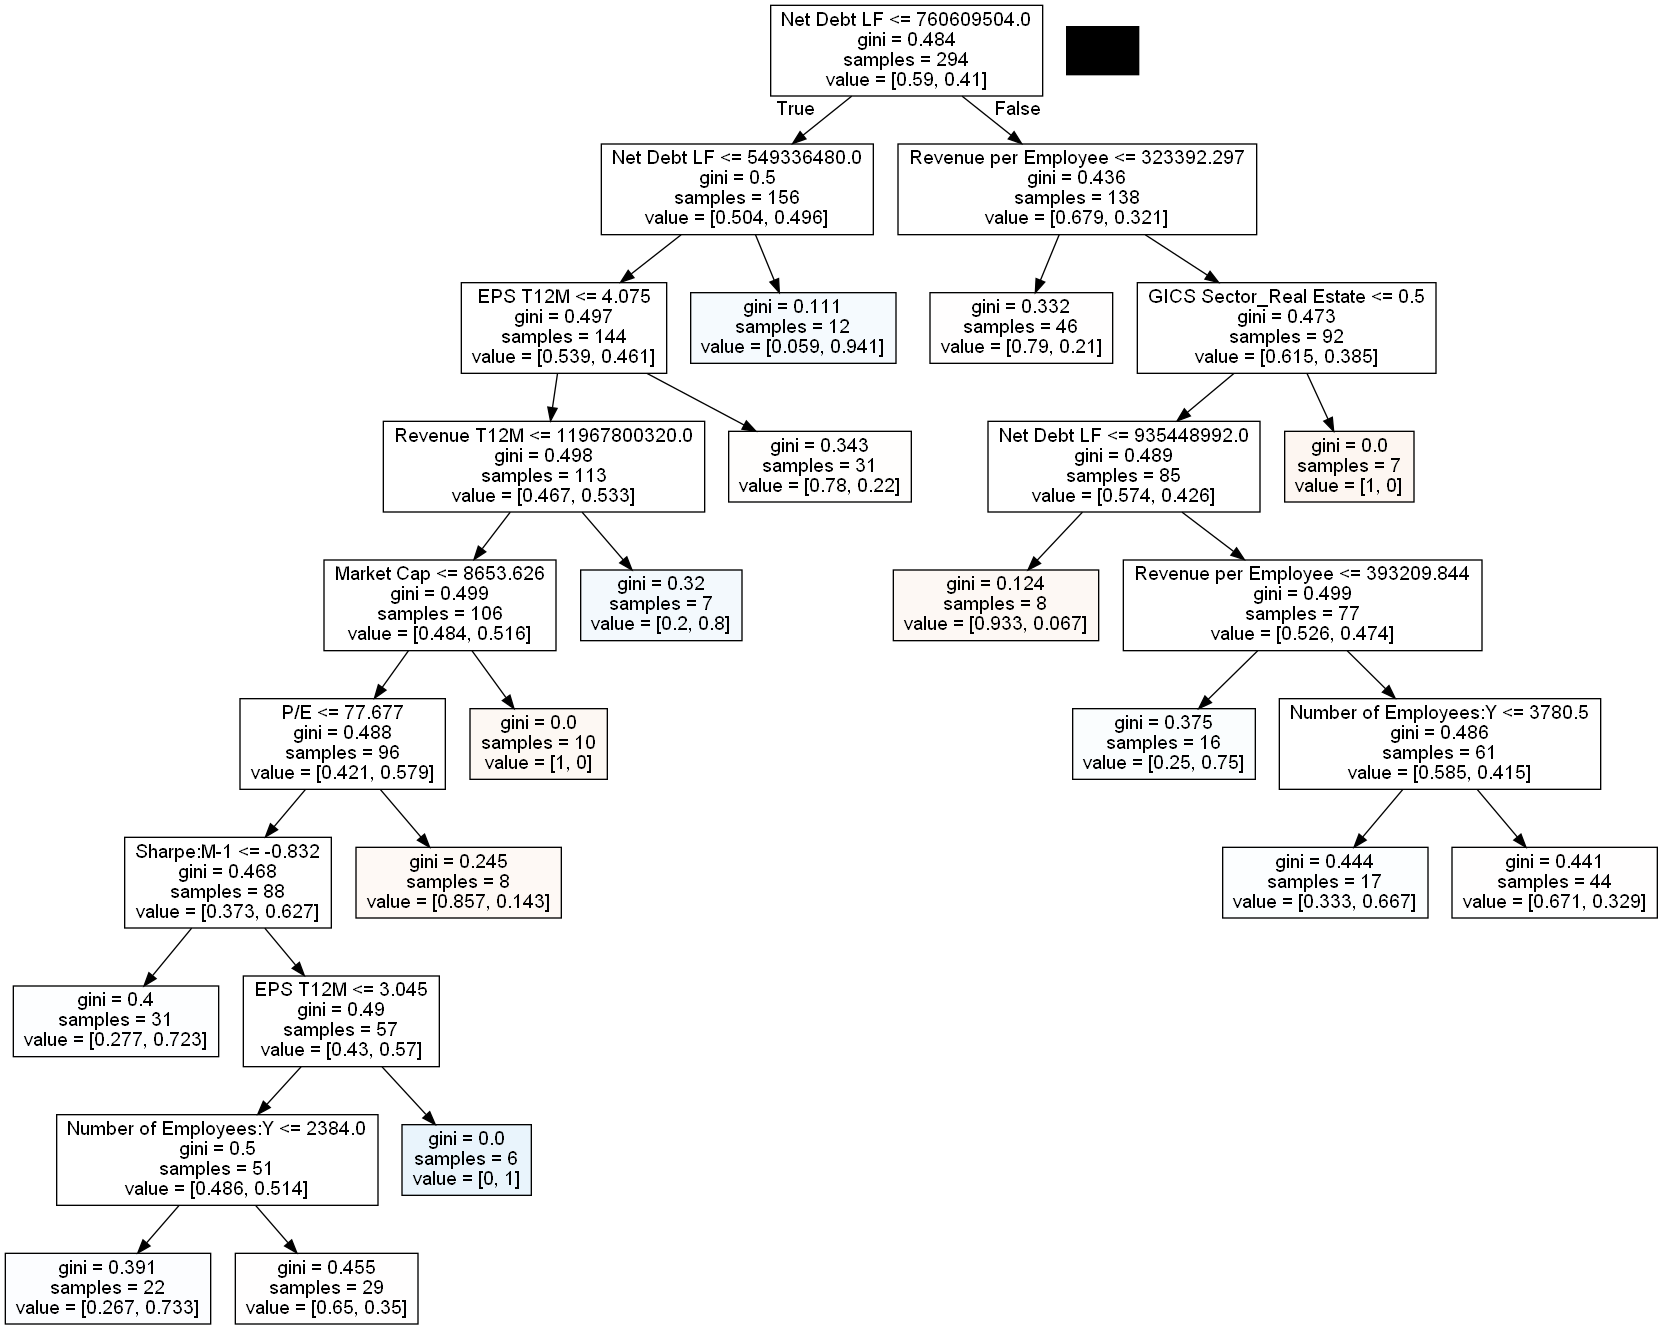 Net Debt LF <= 760609504.0
gini = 0.484
samples = 294
value = [0.59, 0.41]
True
False
Net Debt LF <= 549336480.0
gini = 0.5
samples = 156
value = [0.504, 0.496]
Revenue per Employee <= 323392.297
gini = 0.436
samples = 138
value = [0.679, 0.321]
EPS T12M <= 4.075
gini = 0.497
samples = 144
value = [0.539, 0.461]
gini = 0.111
samples = 12
value = [0.059, 0.941]
gini = 0.332
samples = 46
value = [0.79, 0.21]
GICS Sector_Real Estate <= 0.5
gini = 0.473
samples = 92
value = [0.615, 0.385]
Revenue T12M <= 11967800320.0
gini = 0.498
samples = 113
value = [0.467, 0.533]
gini = 0.343
samples = 31
value = [0.78, 0.22]
Net Debt LF <= 935448992.0
gini = 0.489
samples = 85
value = [0.574, 0.426]
gini = 0.0
samples = 7
value = [1, 0]
Market Cap <= 8653.626
gini = 0.499
samples = 106
value = [0.484, 0.516]
gini = 0.32
samples = 7
value = [0.2, 0.8]
gini = 0.124
samples = 8
value = [0.933, 0.067]
Revenue per Employee <= 393209.844
gini = 0.499
samples = 77
value = [0.526, 0.474]
P/E <= 77.677
gini = 0.488
samples = 96
value = [0.421, 0.579]
gini = 0.0
samples = 10
value = [1, 0]
gini = 0.375
samples = 16
value = [0.25, 0.75]
Number of Employees:Y <= 3780.5
gini = 0.486
samples = 61
value = [0.585, 0.415]
Sharpe:M-1 <= -0.832
gini = 0.468
samples = 88
value = [0.373, 0.627]
gini = 0.245
samples = 8
value = [0.857, 0.143]
gini = 0.444
samples = 17
value = [0.333, 0.667]
gini = 0.441
samples = 44
value = [0.671, 0.329]
gini = 0.4
samples = 31
value = [0.277, 0.723]
EPS T12M <= 3.045
gini = 0.49
samples = 57
value = [0.43, 0.57]
Number of Employees:Y <= 2384.0
gini = 0.5
samples = 51
value = [0.486, 0.514]
gini = 0.0
samples = 6
value = [0, 1]
gini = 0.391
samples = 22
value = [0.267, 0.733]
gini = 0.455
samples = 29
value = [0.65, 0.35]